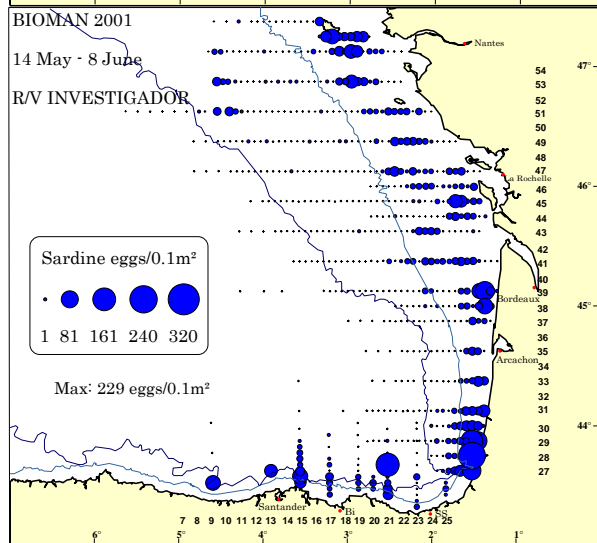 BIOMAN 2001
Nantes
47°
14 May - 8 June
54
53
R/V INVESTIGADOR
52
51
50
49
48
47
La Rochelle
46
46°
45
44
43
42
Sardine eggs/0.1m²
41
40
39
Bordeaux
38
1 81 161 240 320
37
36
35
Arcachon
34
Max: 229 eggs/0.1m²
33
32
31
30
44°
29
28
27
Santander
Bi
SS
7 8 9 10 11 12 13 14 15 16 17 18 19 20 21 22 23 24 25
6° 5° 4° 3° 2° 1°